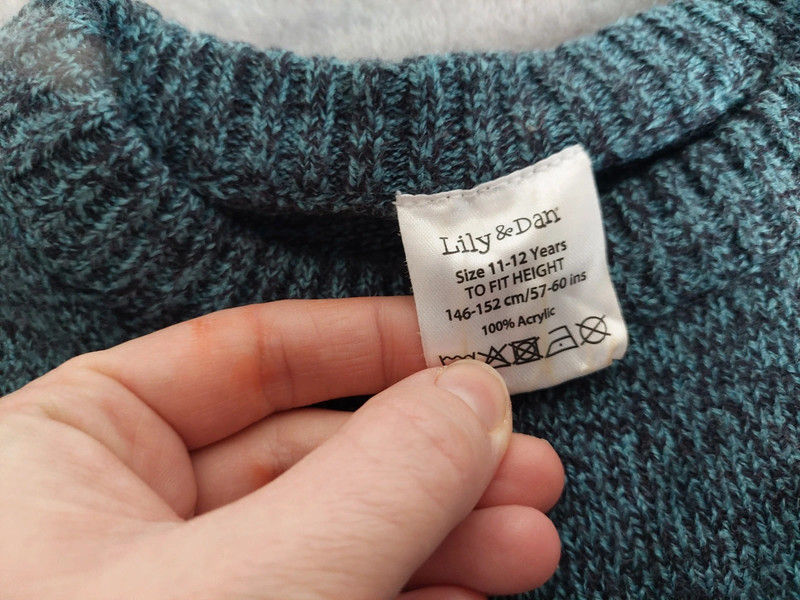 Lily & Dan
Size 11-12 Years
TO FIT HEIGHT
146-152 cm/57-60 ins
100% Acrylic